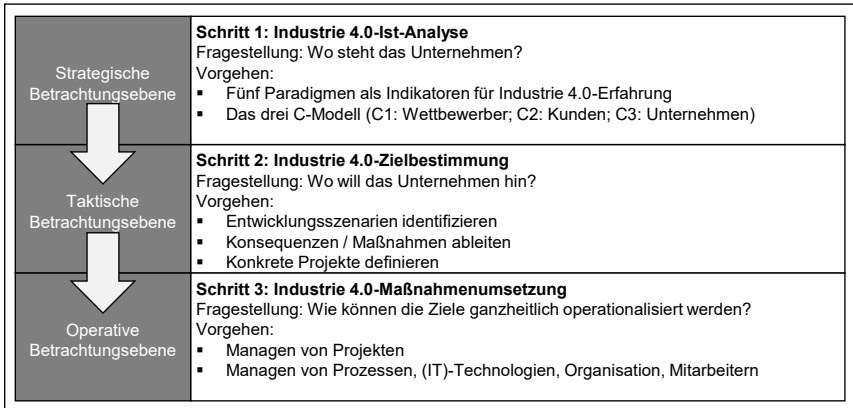 Strategische
Betrachtungsebene
Schritt 1: Industrie 4.0-Ist-Analyse
Fragestellung: Wo steht das Unternehmen?
Vorgehen:
▪ Fünf Paradigmen als Indikatoren für Industrie 4.0-Erfahrung
▪ Das drei C-Modell (C1: Wettbewerber; C2: Kunden; C3: Unternehmen)
Taktische
Betrachtungsebene
Schritt 2: Industrie 4.0-Zielbestimmung
Fragestellung: Wo will das Unternehmen hin?
Vorgehen:
▪ Entwicklungsszenarien identifizieren
▪ Konsequenzen / Maßnahmen ableiten
▪ Konkrete Projekte definieren
Operative
Betrachtungsebene
Schritt 3: Industrie 4.0-Maßnahmenumsetzung
Fragestellung: Wie können die Ziele ganzheitlich operationalisiert werden?
Vorgehen:
▪ Managen von Projekten
▪ Managen von Prozessen, (IT)-Technologien, Organisation, Mitarbeitern